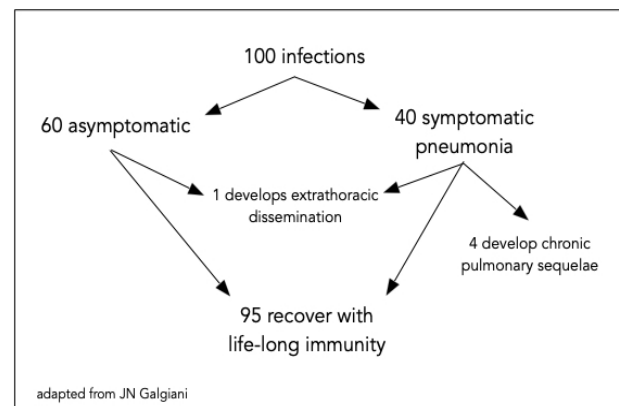 100 infections
60 asymptomatic
40 symptomatic
pneumonia
1 develops extrathoracic
dissemination
4 develop chronic
pulmonary sequelae
95 recover with
life-long immunity
adapted from JN Galgiani